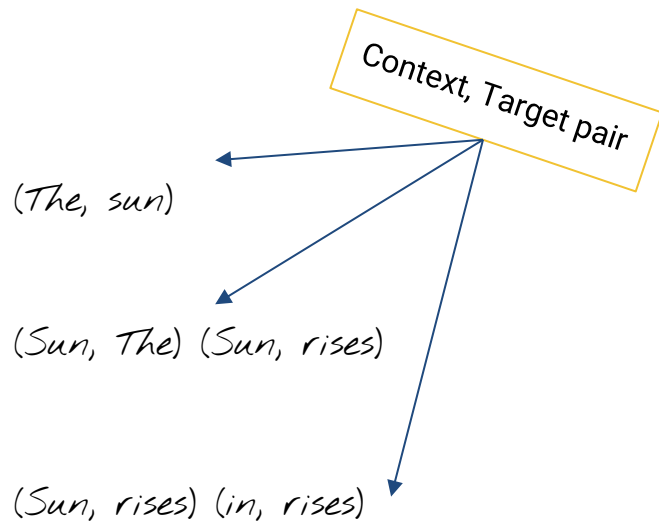 Context, Target pair
(The, sun)
(Sun, The) (Sun, rises)
(Sun, rises) (in, rises)